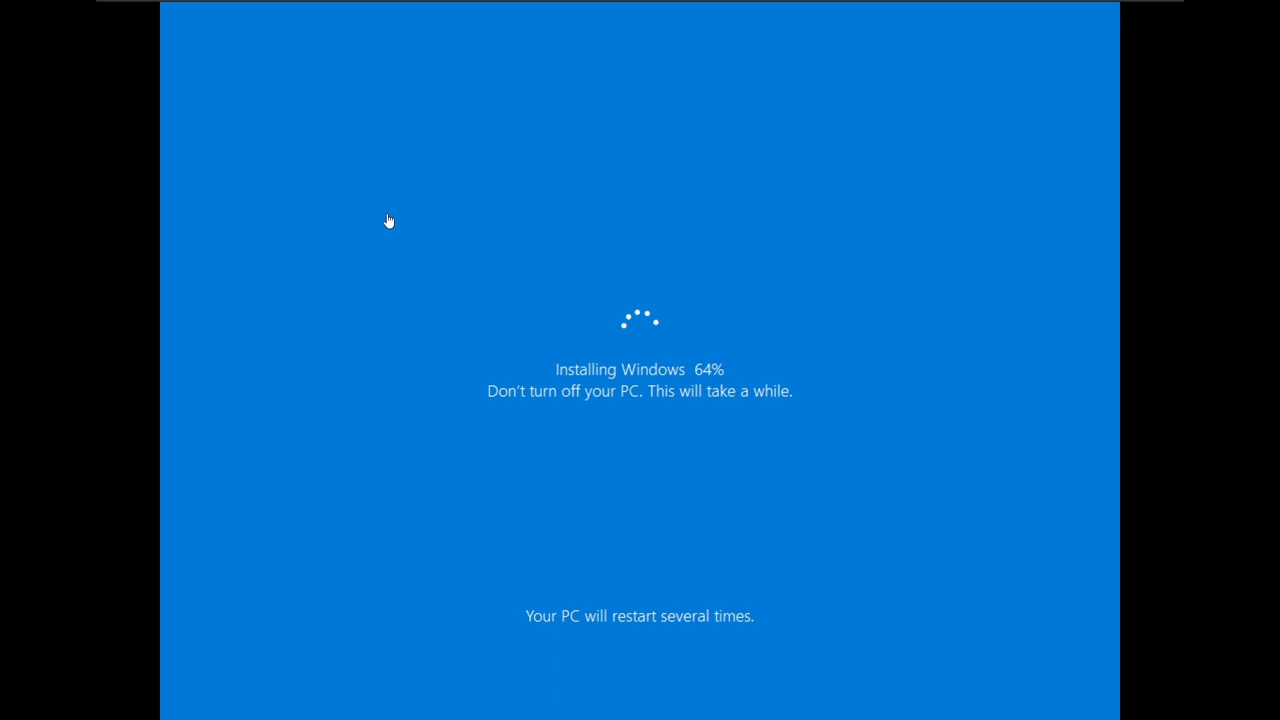 Installing Windows  64%
Don't turn off your PC. This will take a while.
Your PC will restart several times.